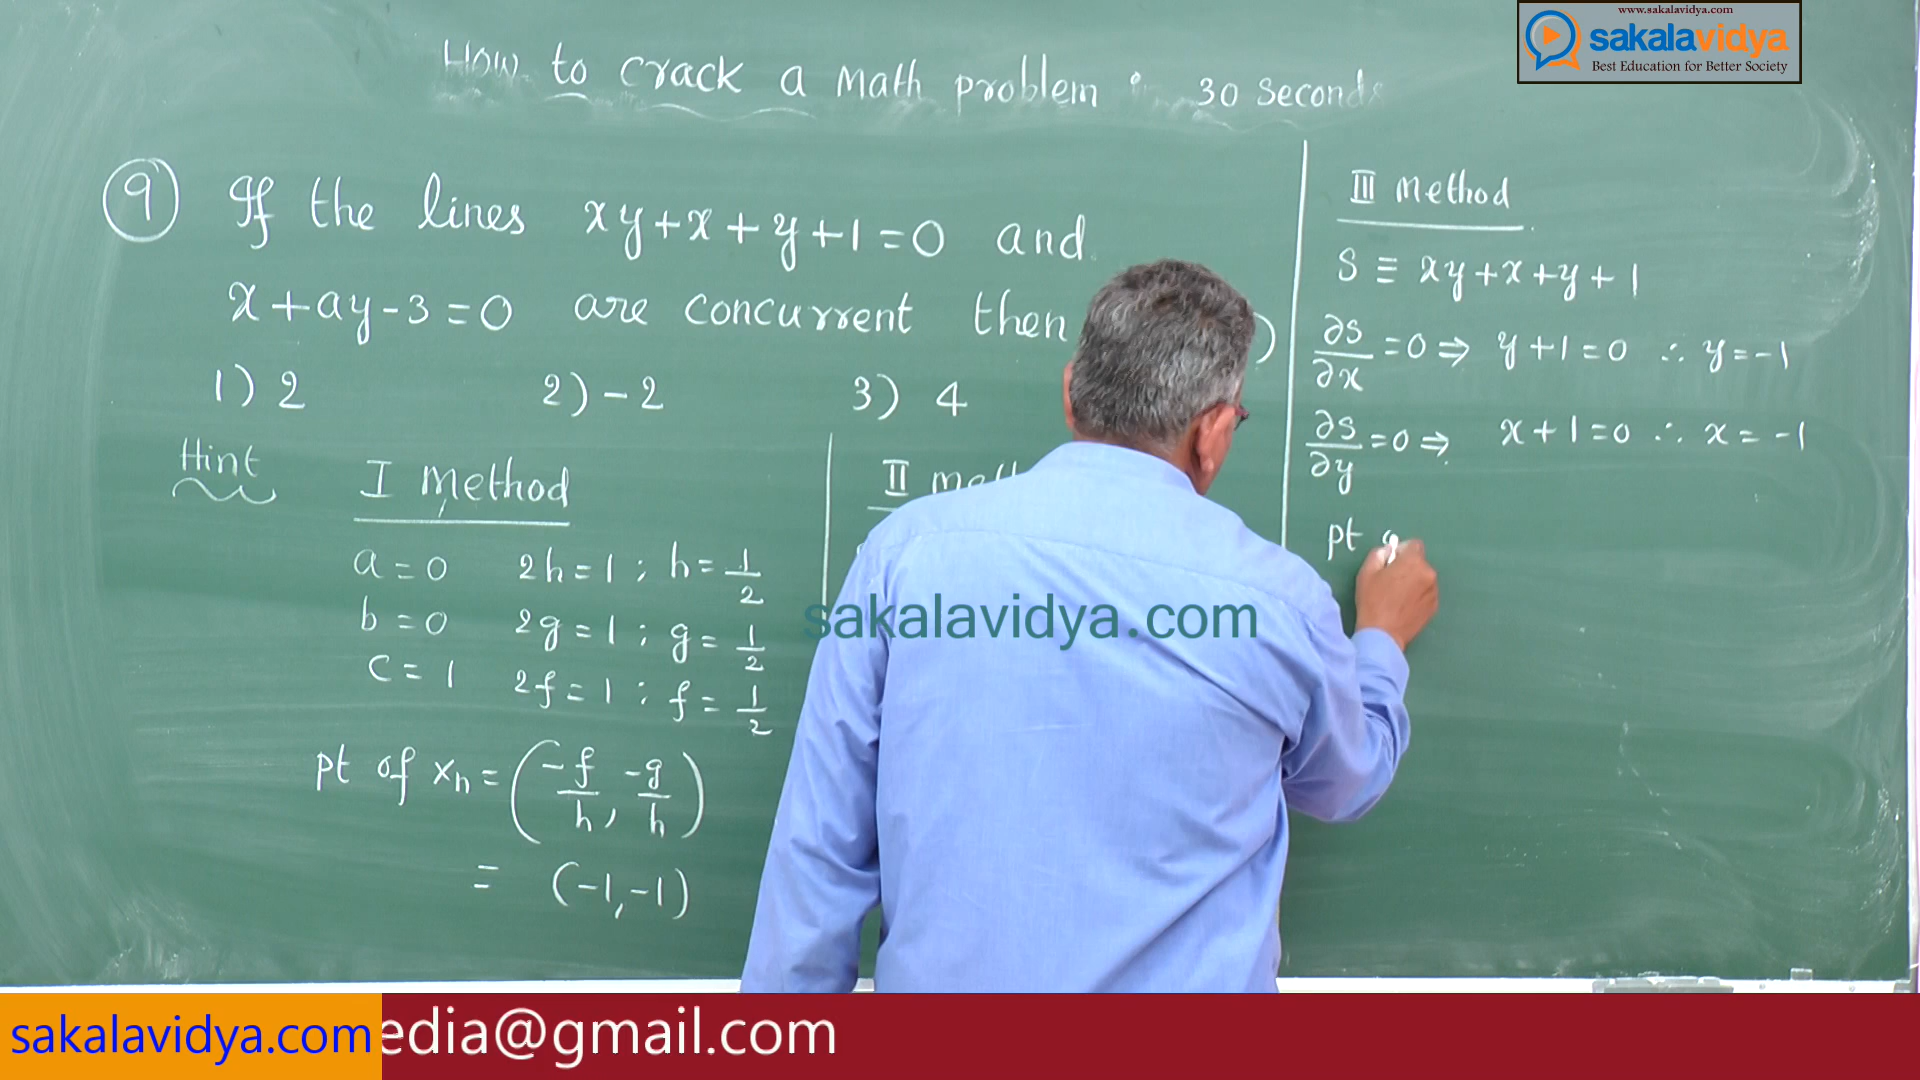 www.sakalavidya.com
sakalavidya
Best Education for Better Society
How to crack a math problem in 30 seconds
9 If the lines xy+x+y+1=0 and
x+ay-3=0 are concurrent then )
1) 2 2) -2 3) 4
Hint
I Method
a=0 2h=1 ; h=1/2
b=0 2g=1 ; g=1/2
c=1 2f=1 ; f=1/2
pt of xn = (-f/h, -g/h)
= (-1,-1)
II
III Method
S ≡ xy+x+y+1
∂S/∂x=0 ⇒ y+1=0 ∴ y=-1
∂S/∂y=0 ⇒ x+1=0 ∴ x=-1
pt
sakalavidya.com
sakalavidya.com
edia@gmail.com